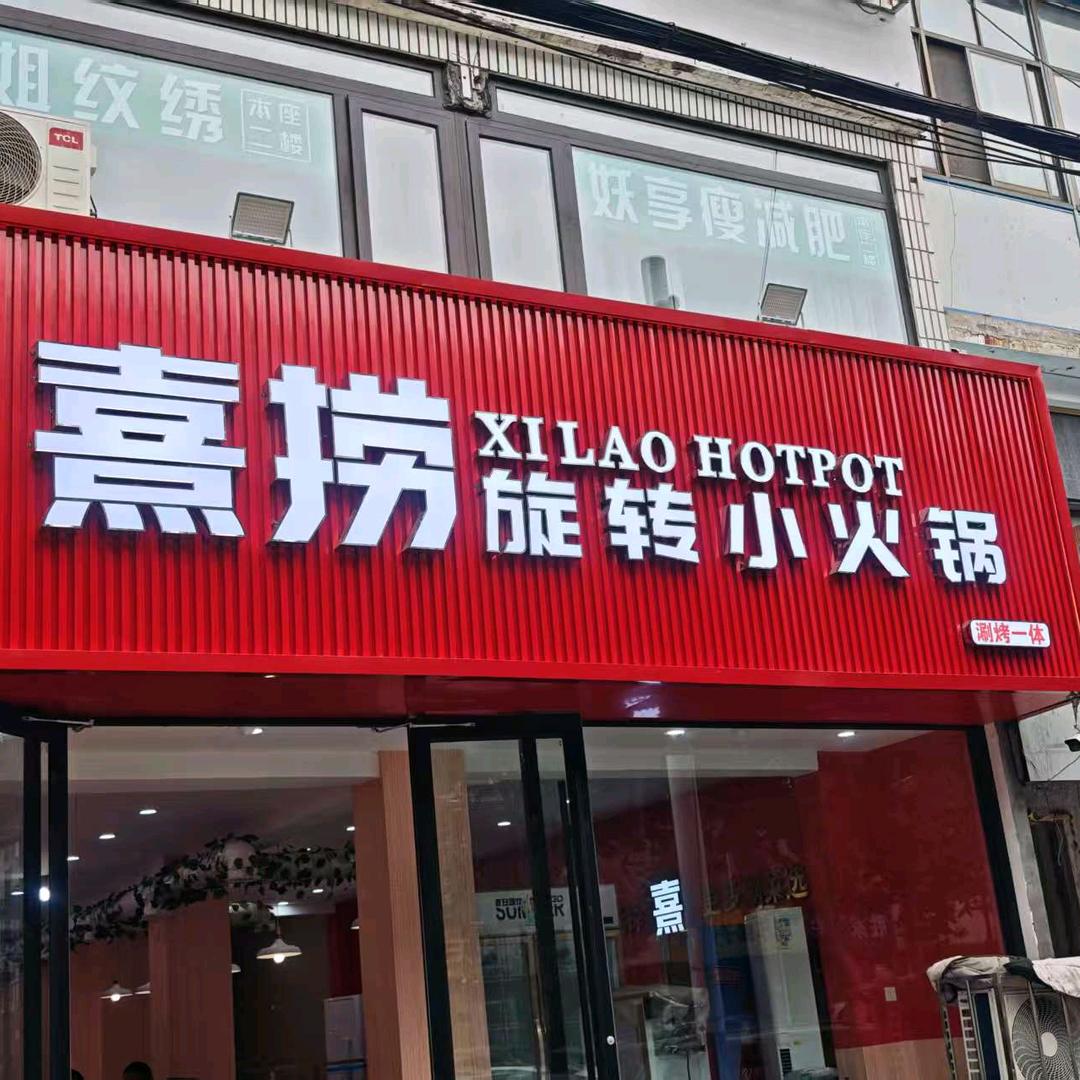 姐纹绣
本座
二楼
TCL
妖享瘦减肥
熹捞
XI LAO HOTPOT
旋转小火锅
涮烤一体
熹